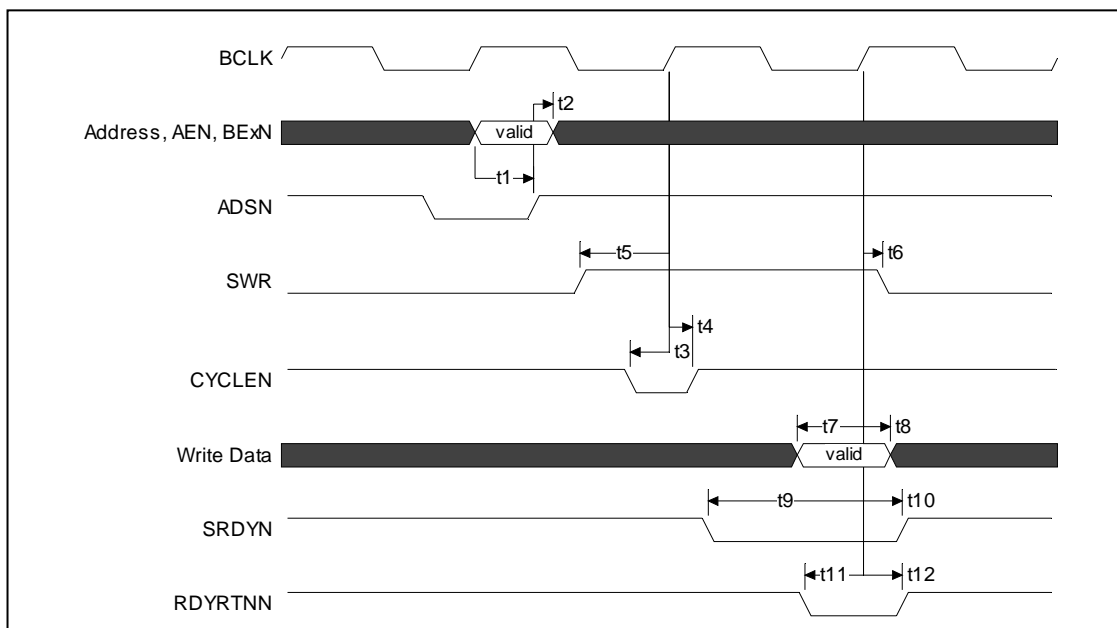 BCLK
t2
Address, AEN, BExN
valid
t1
ADSN
t5
t6
SWR
t4
t3
CYCLEN
t7
t8
Write Data
valid
t9
t10
SRDYN
t11
t12
RDYRTNN